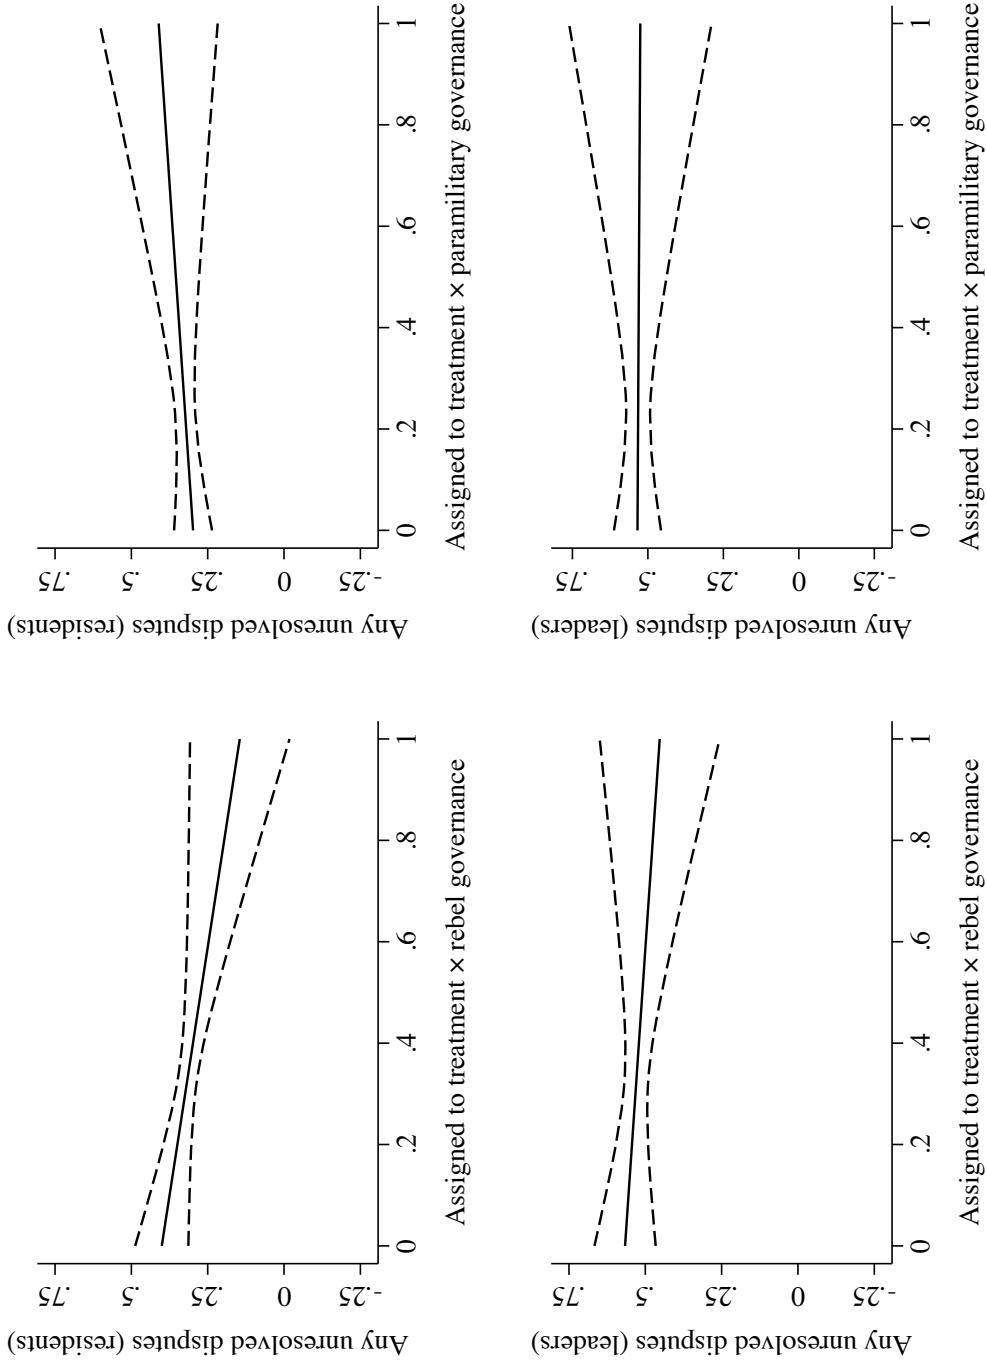 Any unresolved disputes (residents)
.75
.5
.25
0
-.25
0 .2 .4 .6 .8 1
Assigned to treatment × rebel governance
Any unresolved disputes (residents)
.75
.5
.25
0
-.25
0 .2 .4 .6 .8 1
Assigned to treatment × paramilitary governance
Any unresolved disputes (leaders)
.75
.5
.25
0
-.25
0 .2 .4 .6 .8 1
Assigned to treatment × rebel governance
Any unresolved disputes (leaders)
.75
.5
.25
0
-.25
0 .2 .4 .6 .8 1
Assigned to treatment × paramilitary governance